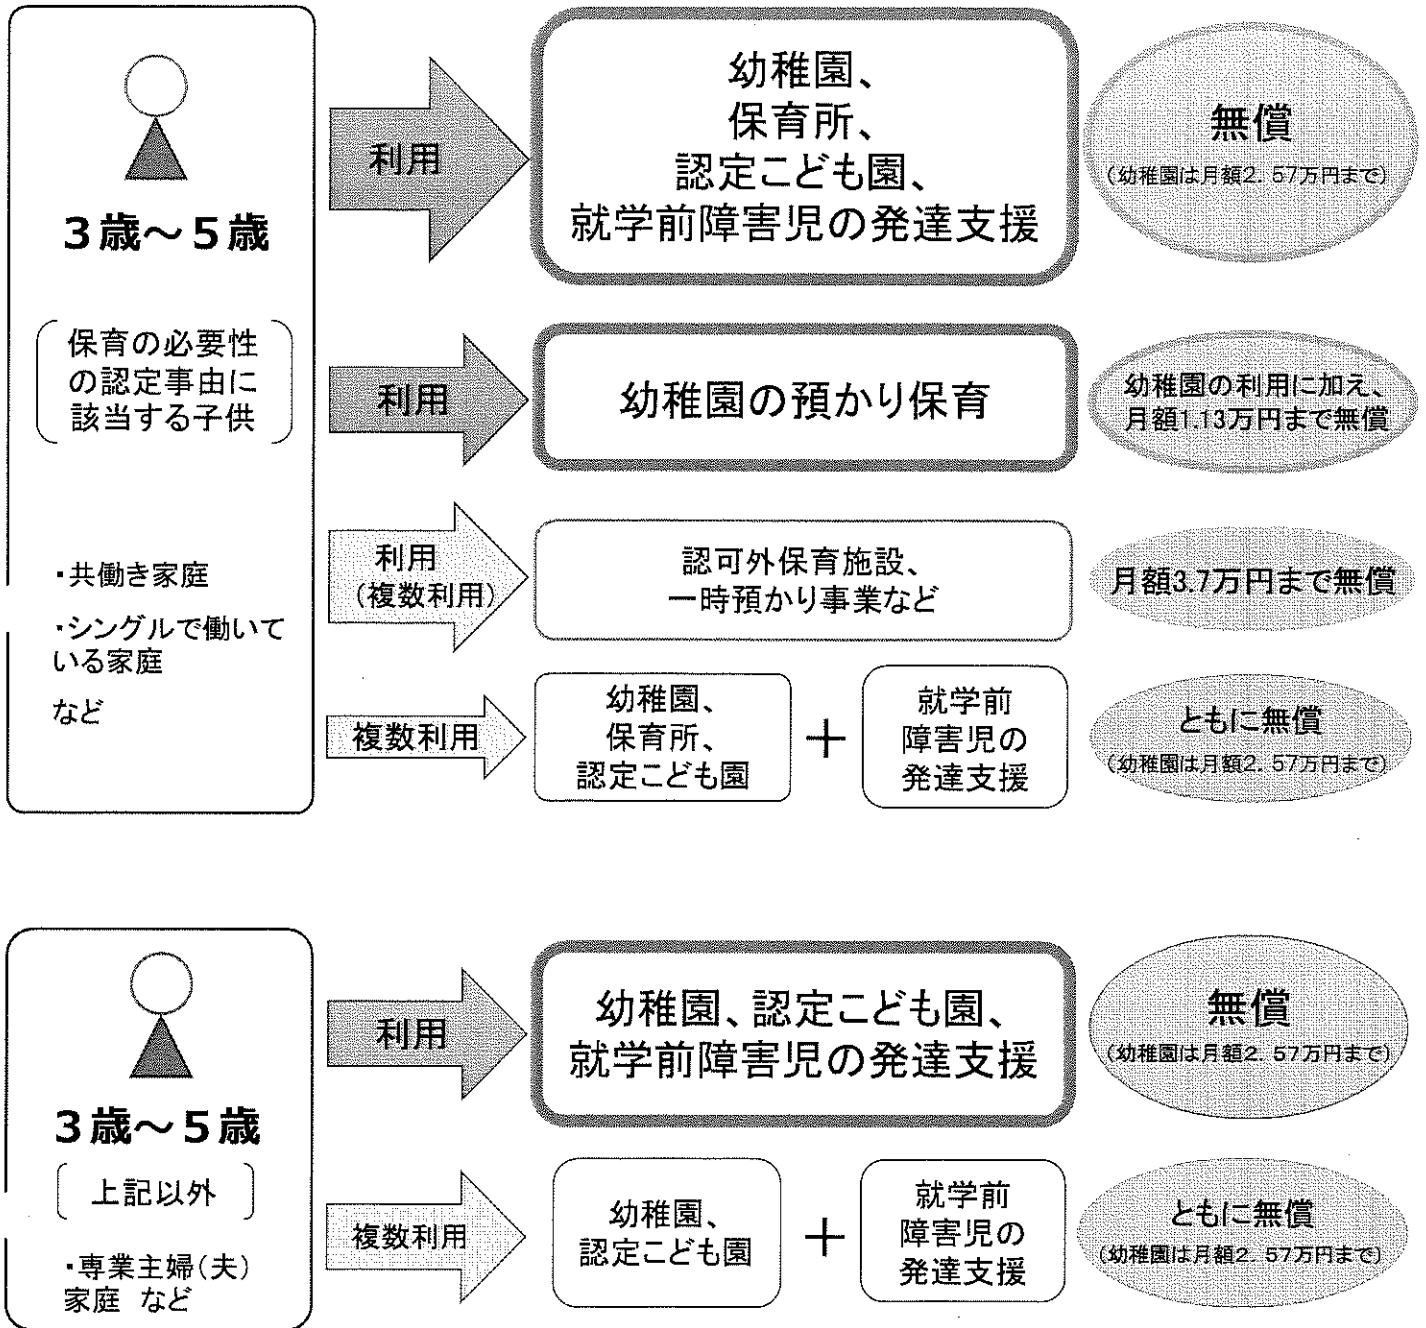 3歳～5歳
保育の必要性
の認定事由に
該当する子供
・共働き家庭
・シングルで働いて
いる家庭
など
利用
幼稚園、
保育所、
認定こども園、
就学前障害児の発達支援
無償
(幼稚園は月額2．57万円まで)
利用
幼稚園の預かり保育
幼稚園の利用に加え、
月額1.13万円まで無償
利用
(複数利用)
認可外保育施設、
一時預かり事業など
月額3.7万円まで無償
複数利用
幼稚園、
保育所、
認定こども園
＋
就学前
障害児の
発達支援
ともに無償
(幼稚園は月額2．57万円まで)
3歳～5歳
上記以外
・専業主婦(夫)
家庭 など
利用
幼稚園、認定こども園、
就学前障害児の発達支援
無償
(幼稚園は月額2．57万円まで)
複数利用
幼稚園、
認定こども園
＋
就学前
障害児の
発達支援
ともに無償
(幼稚園は月額2．57万円まで)